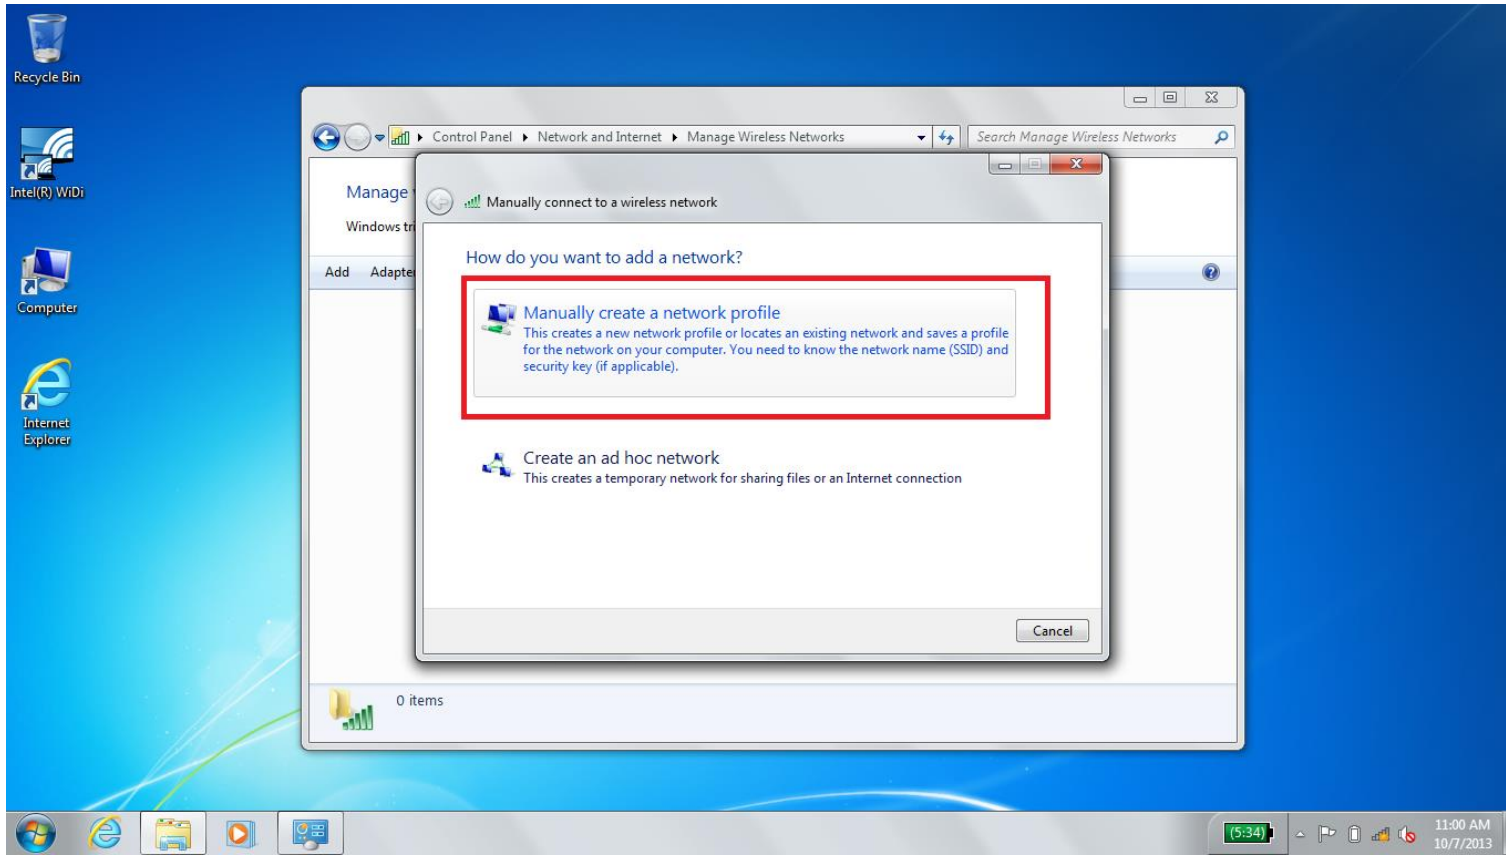 Recycle Bin
Intel(R) WiDi
Computer
Internet
Explorer
Control Panel Network and Internet Manage Wireless Networks
Search Manage Wireless Networks
Manage
Windows
Add
Manually connect to a wireless network
How do you want to add a network?
Manually create a network profile
This creates a new network profile or locates an existing network and saves a profile
for the network on your computer. You need to know the network name (SSID) and
security key (if applicable).
Create an ad hoc network
This creates a temporary network for sharing files or an Internet connection
Cancel
0 items
(5:34)
11:00 AM
10/7/2013